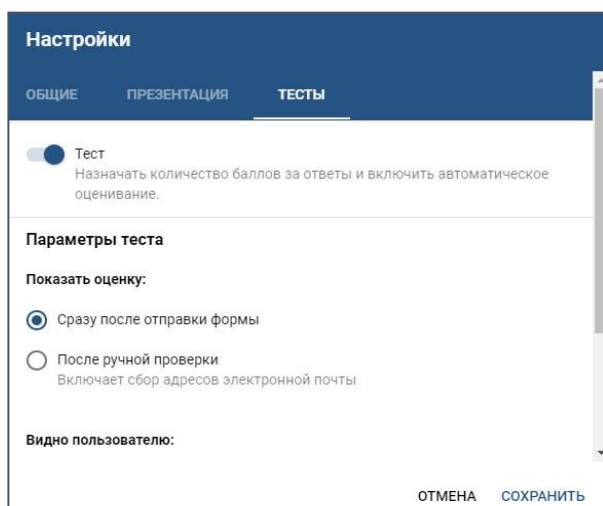 Настройки
ОБЩИЕ ПРЕЗЕНТАЦИЯ ТЕСТЫ
Тест
Назначать количество баллов за ответы и включить автоматическое
оценивание.
Параметры теста
Показать оценку:
Сразу после отправки формы
После ручной проверки
Включает сбор адресов электронной почты
Видно пользователю:
ОТМЕНА СОХРАНИТЬ